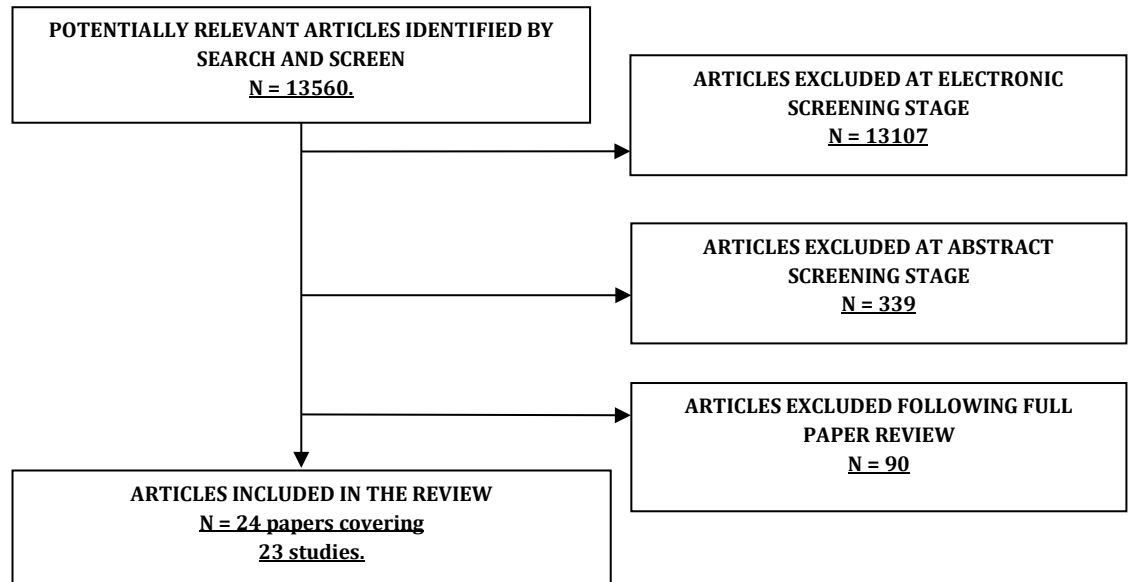 POTENTIALLY RELEVANT ARTICLES IDENTIFIED BY
SEARCH AND SCREEN
N = 13560.
ARTICLES EXCLUDED AT ELECTRONIC
SCREENING STAGE
N = 13107
ARTICLES EXCLUDED AT ABSTRACT
SCREENING STAGE
N = 339
ARTICLES EXCLUDED FOLLOWING FULL
PAPER REVIEW
N = 90
ARTICLES INCLUDED IN THE REVIEW
N = 24 papers covering
23 studies.